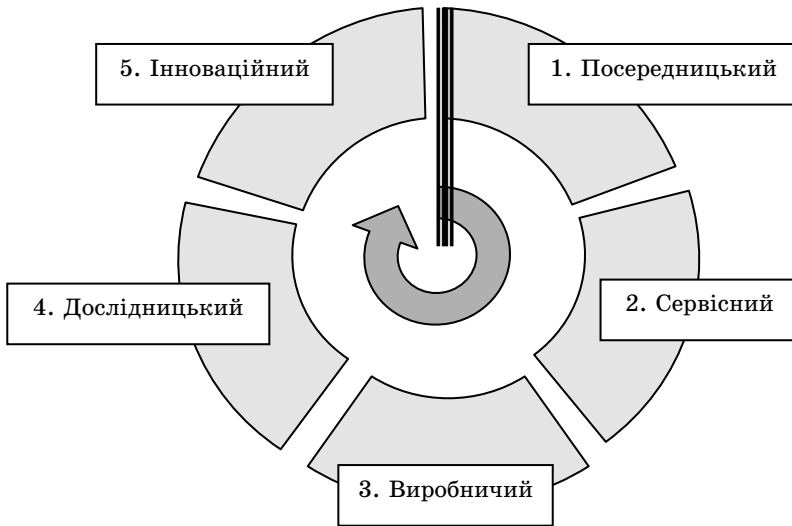 1. Посередницький
2. Сервісний
3. Виробничий
4. Дослідницький
5. Інноваційний